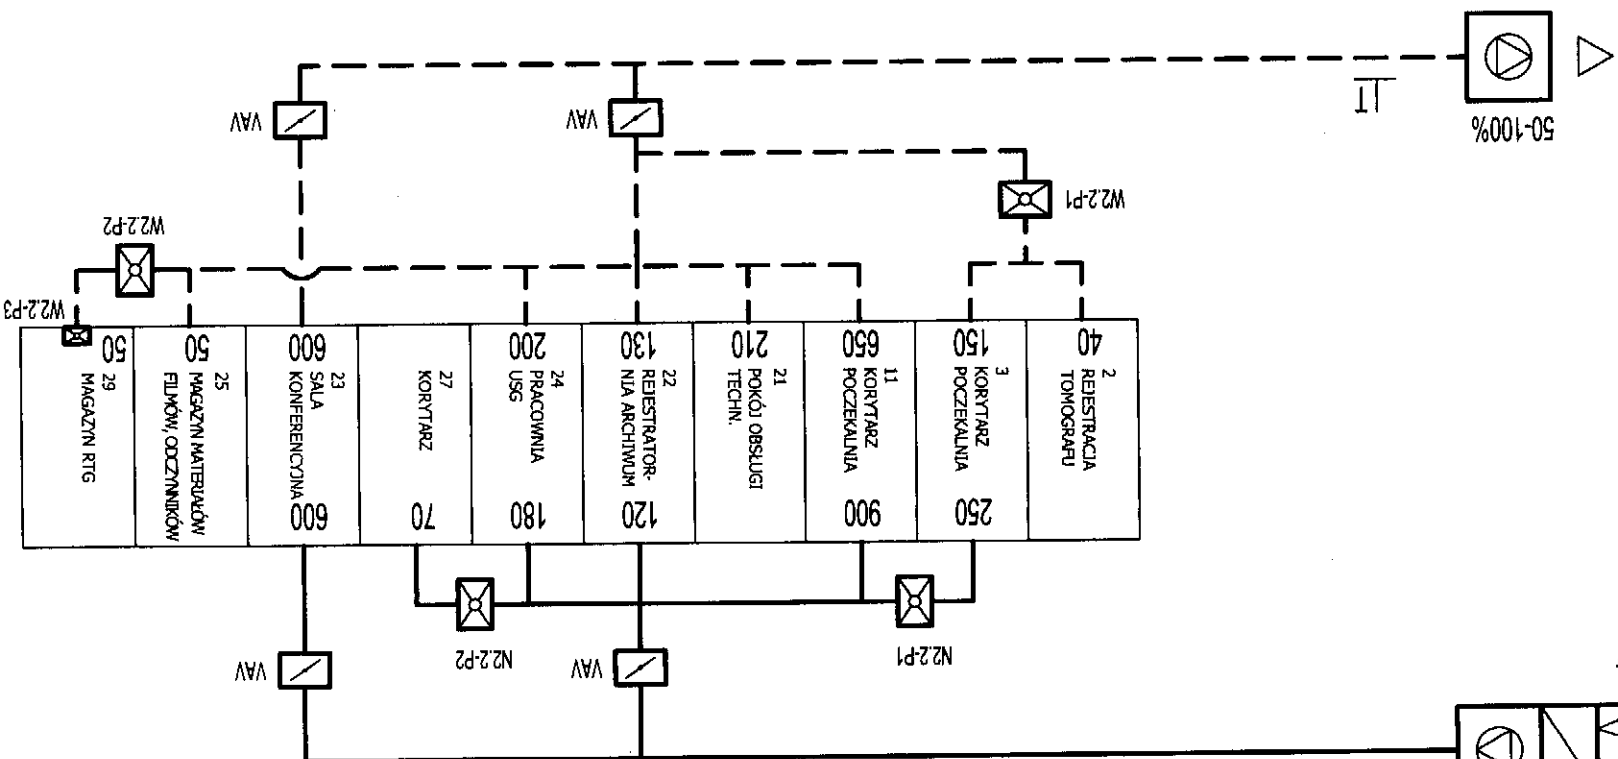 50-100%
1T
VAV
VAV
W2.2-P1
W2.2-P2
W2.2-P3
50
50
600
200
130
210
650
150
40
29
MAGAZYN RTG
25
MAGAZYN MATERIAŁÓW
FILMÓW, ODCZYNNIKÓW
23
SALA
KONFERENCYJNA
27
KORYTARZ
24
PRACOWNIA
USG
22
REJESTRATOR-
NIA ARCHIWUM
21
POKÓJ OBSŁUGI
TECHN.
11
KORYTARZ
POCZEKALNIA
3
KORYTARZ
POCZEKALNIA
2
REJESTRACJA
TOMOGRAFU
600
70
180
120
900
250
N2.2-P2
N2.2-P1
VAV
VAV